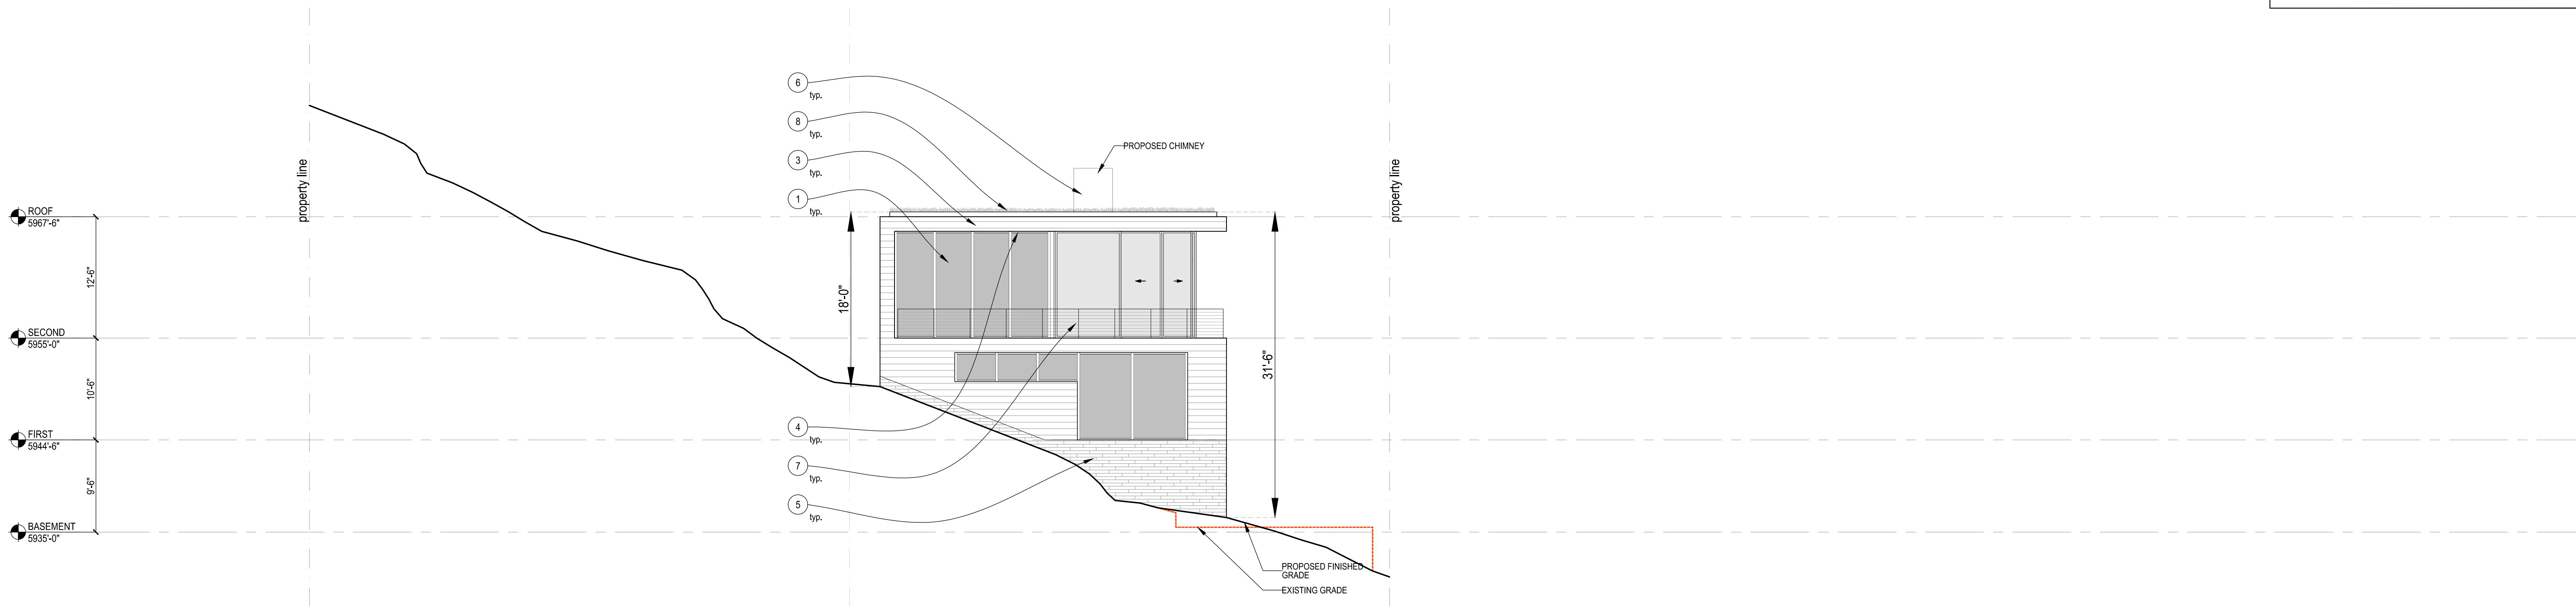 6
typ.
8
typ.
3
typ.
1
typ.
PROPOSED CHIMNEY
property line
property line
ROOF
5967'-6"
12'-6"
18'-0"
SECOND
5955'-0"
10'-6"
31'-6"
4
typ.
FIRST
5944'-6"
7
typ.
9'-6"
5
typ.
BASEMENT
5935'-0"
PROPOSED FINISHED
GRADE
EXISTING GRADE